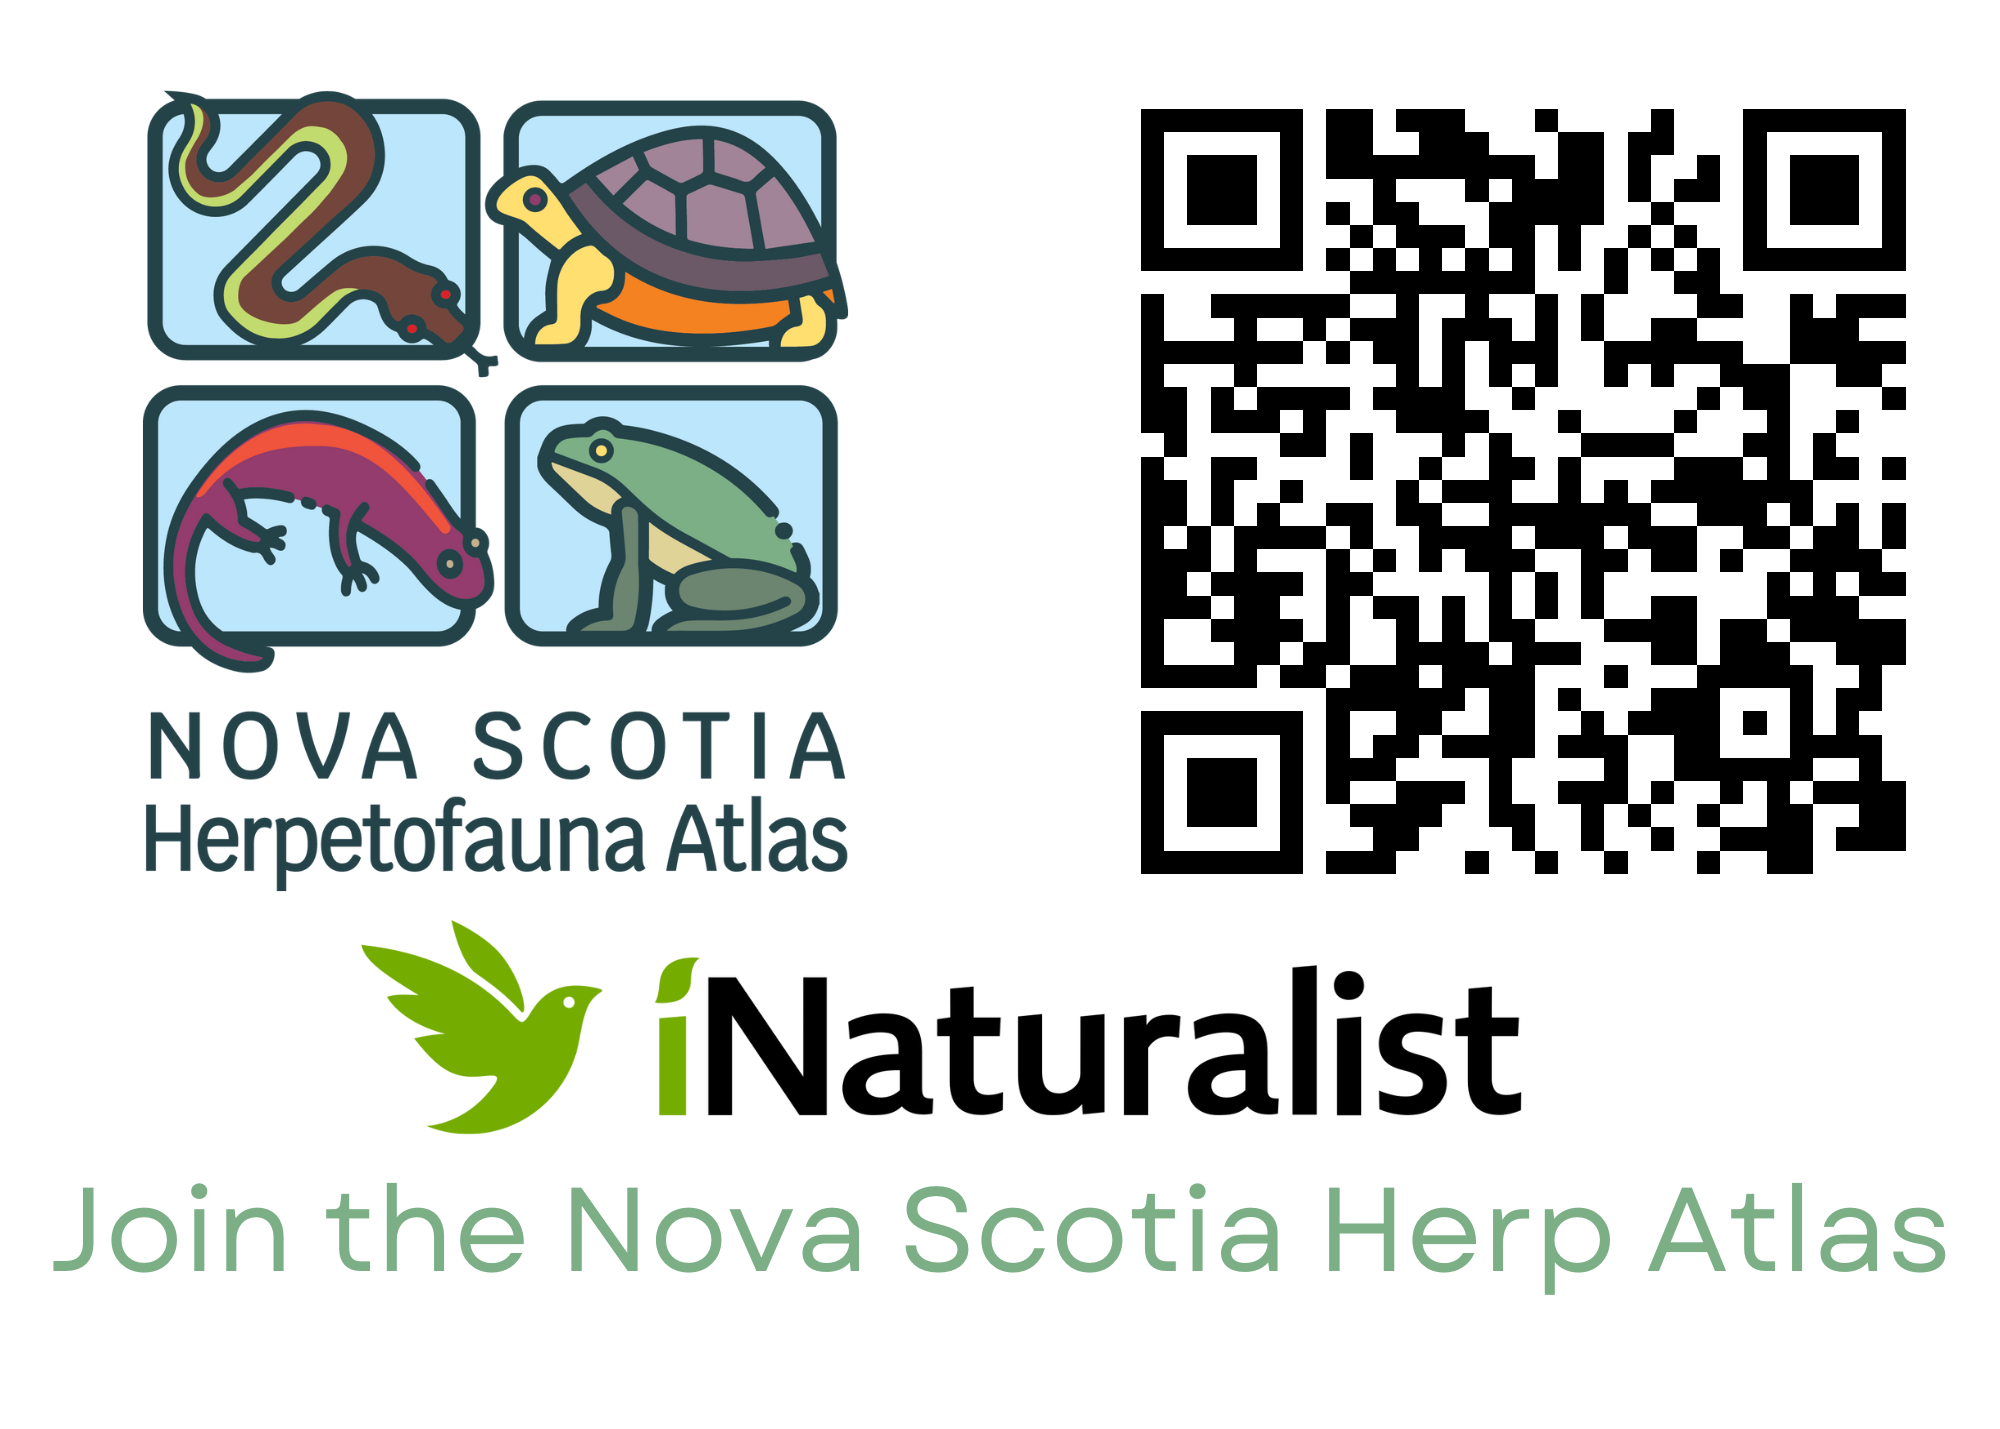 NOVA SCOTIA
Herpetofauna Atlas
iNaturalist
Join the Nova Scotia Herp Atlas